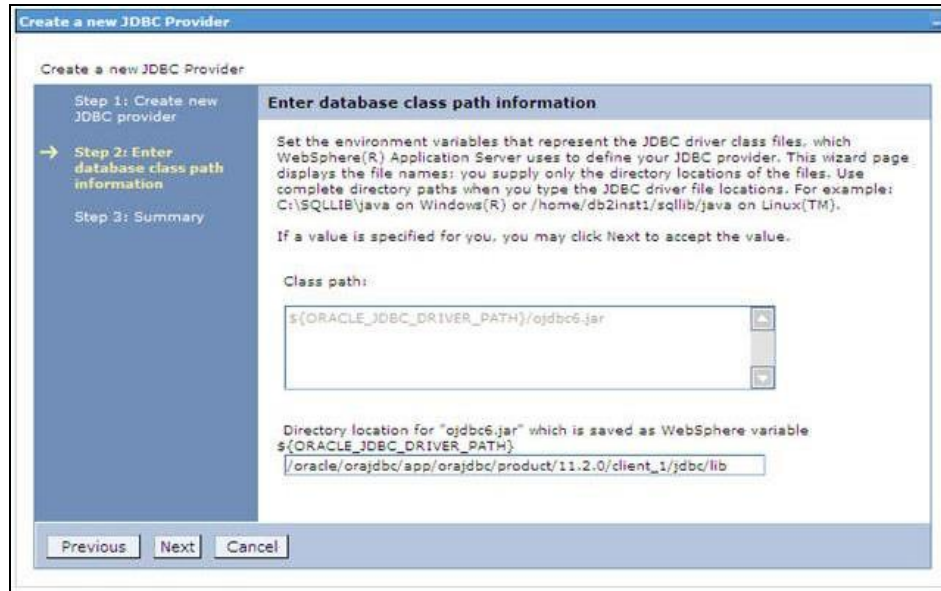 Create a new JDBC Provider
Create a new JDBC Provider
Step 1: Create new
JDBC provider
Step 2: Enter
database class path
information
Step 3: Summary
Enter database class path information
Set the environment variables that represent the JDBC driver class files, which
WebSphere(R) Application Server uses to define your JDBC provider. This wizard page
displays the file names; you supply only the directory locations of the files. Use
complete directory paths when you type the JDBC driver file locations. For example:
C:\SQLLIB\java on Windows(R) or /home/db2inst1/sqllib/java on Linux(TM).
If a value is specified for you, you may click Next to accept the value.
Class path:
${ORACLE_JDBC_DRIVER_PATH}/ojdbc6.jar
Directory location for "ojdbc6.jar" which is saved as WebSphere variable
${ORACLE_JDBC_DRIVER_PATH}
/oracle/orajdbc/app/orajdbc/product/11.2.0/client_1/jdbc/lib
Previous Next Cancel